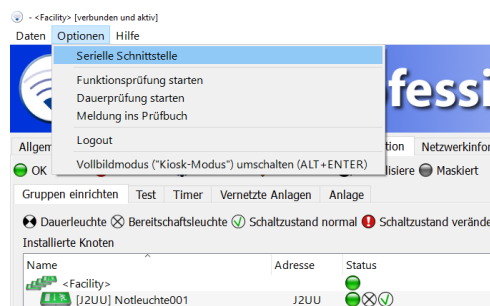 - <Facility> [verbunden und aktiv]
Daten Optionen Hilfe
Serielle Schnittstelle
Funktionsprüfung starten
Dauerprüfung starten
Meldung ins Prüfbuch
Logout
Vollbildmodus ("Kiosk-Modus") umschalten (ALT+ENTER)
fessi
Allgem tion Netzwerkinfor
OK lisiere Maskiert
Gruppen einrichten Test Timer Vernetzte Anlagen Anlage
Dauerleuchte Bereitschaftsleuchte Schaltzustand normal Schaltzustand verände
Installierte Knoten
Name Adresse Status
<Facility>
[J2UU] Notleuchte001 J2UU